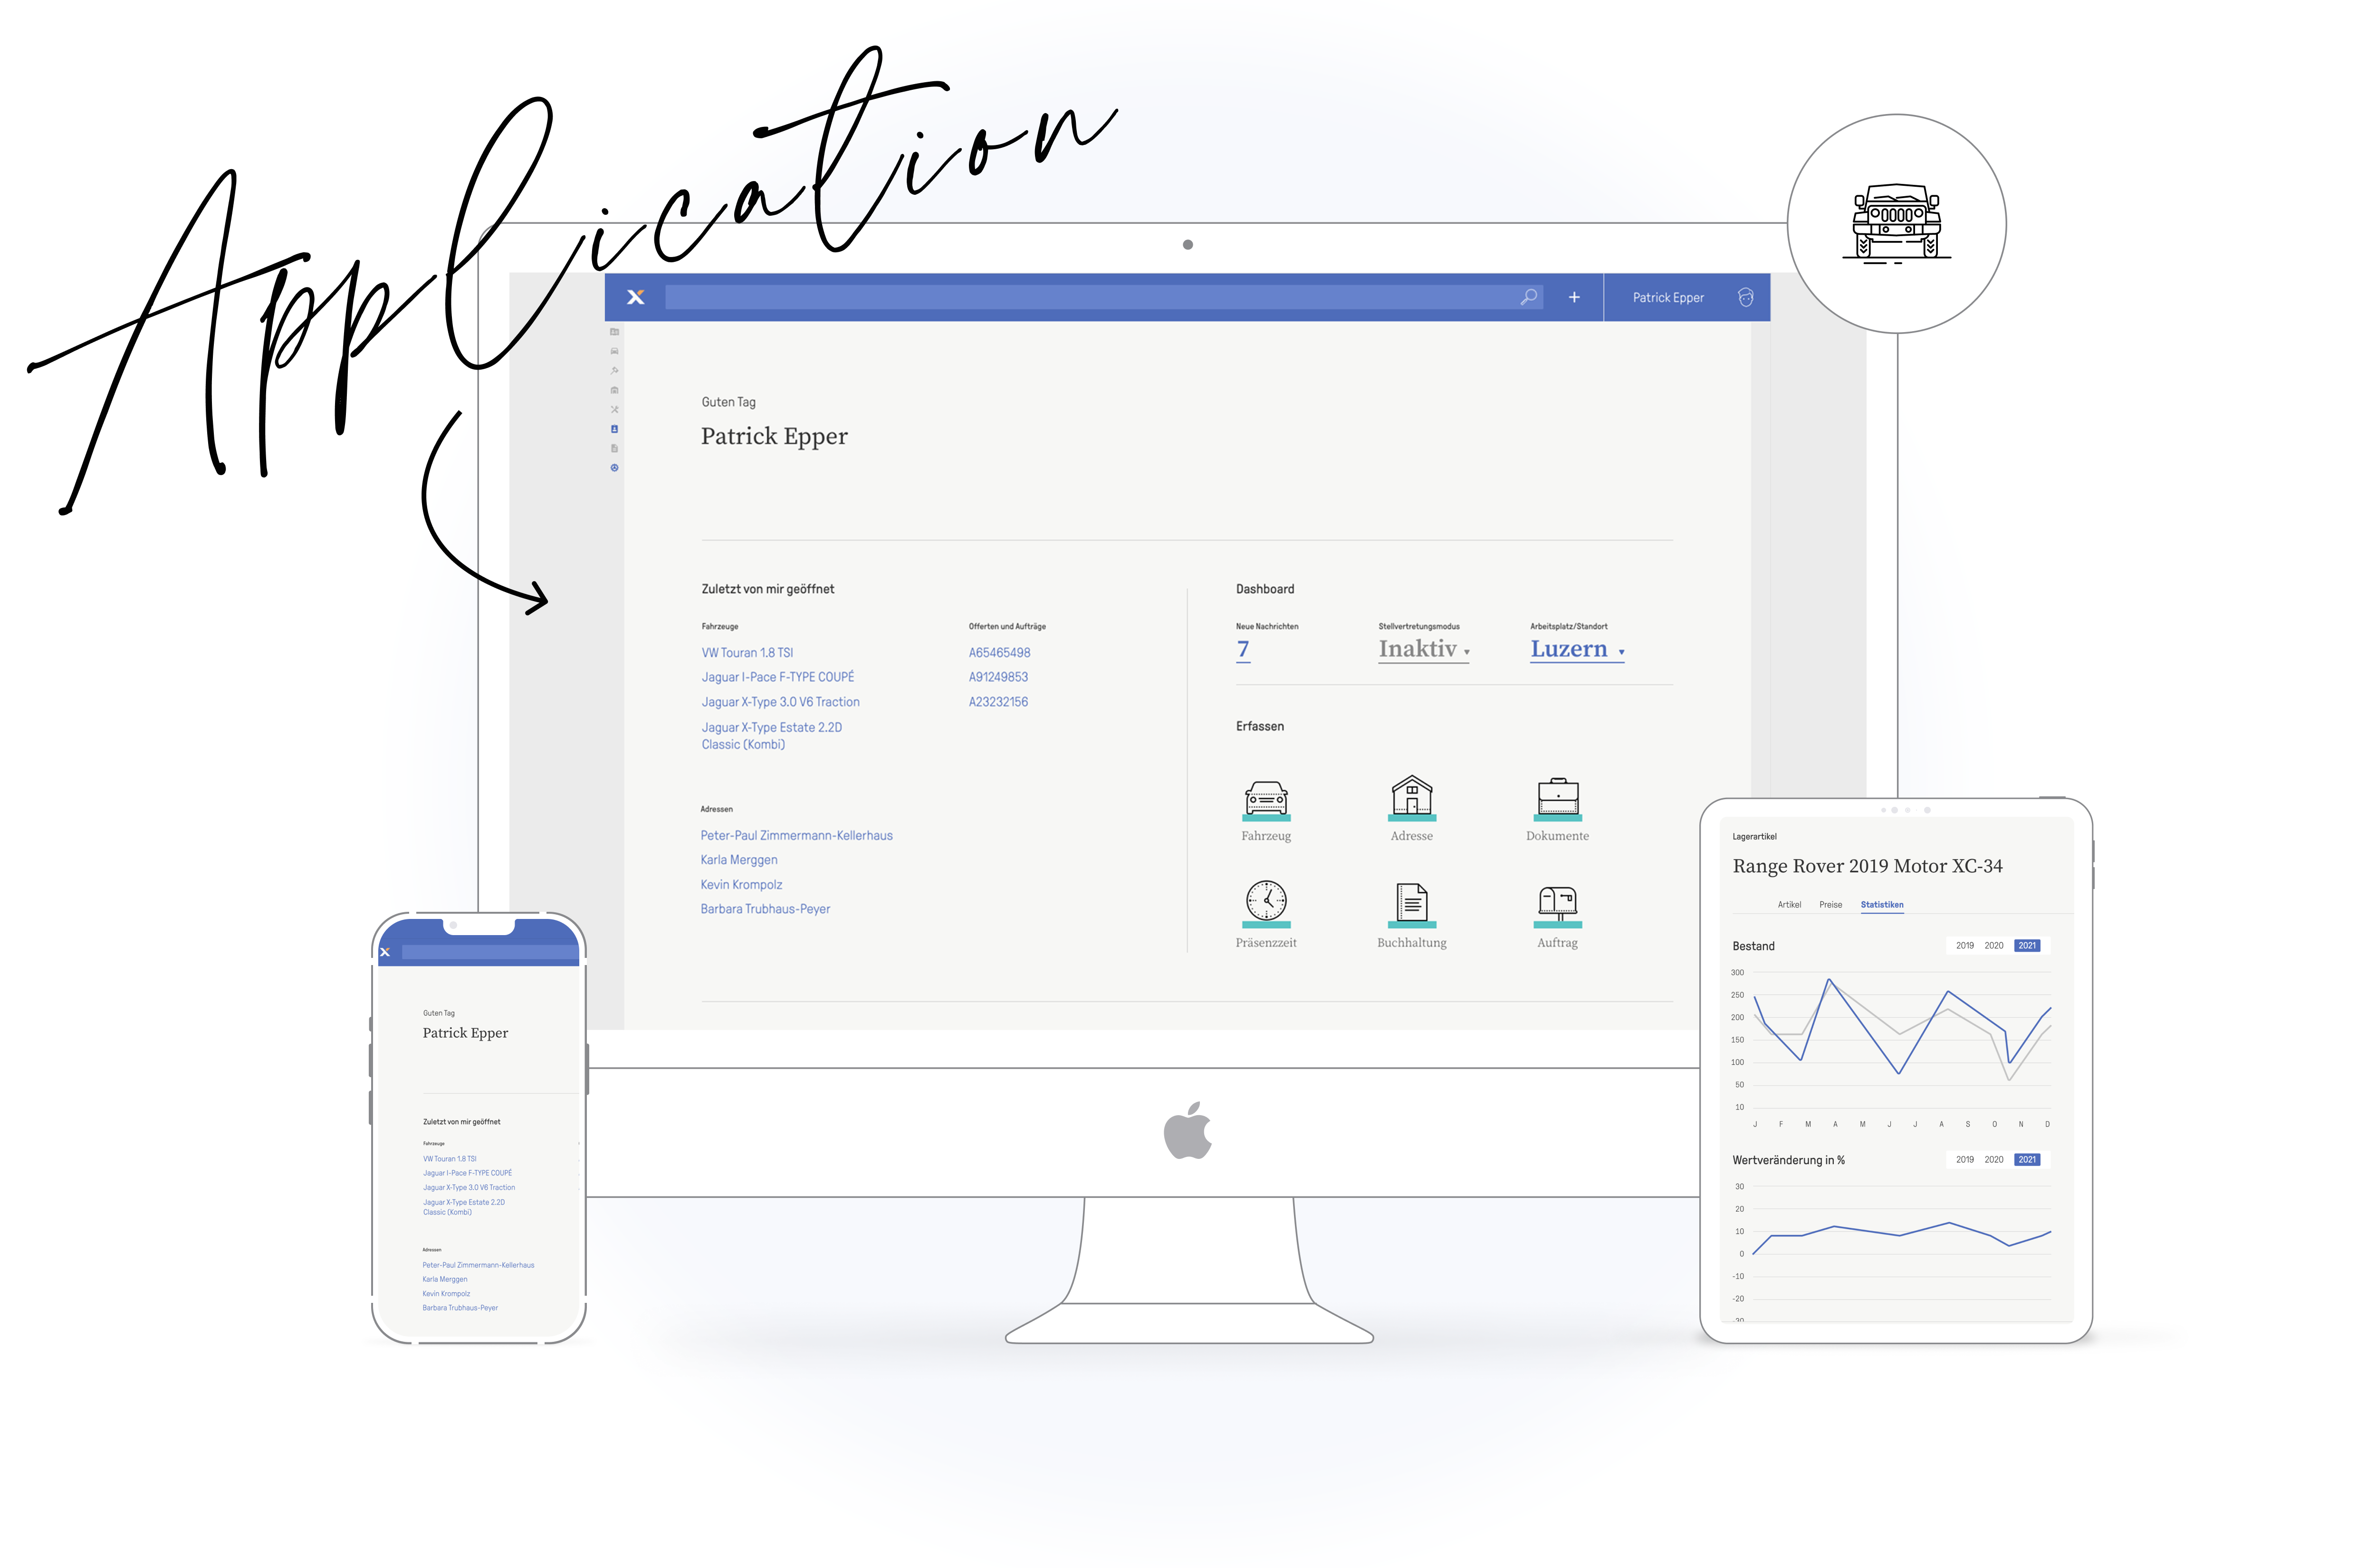 Application
Patrick Epper
Guten Tag
Patrick Epper
Zuletzt von mir geöffnet
Fahrzeuge
VW Touran 1.8 TSI
Jaguar I-Pace F-TYPE COUPÉ
Jaguar X-Type 3.0 V6 Traction
Jaguar X-Type Estate 2.2D
Classic (Kombi)
Offerten und Aufträge
A65465498
A91249853
A23232156
Adressen
Peter-Paul Zimmermann-Kellerhaus
Karla Merggen
Kevin Krompolz
Barbara Trubhaus-Peyer
Dashboard
Neue Nachrichten
7
Stellvertretungsmodus
Inaktiv
Arbeitsplatz/Standort
Luzern
Erfassen
Fahrzeug
Adresse
Dokumente
Präsenzzeit
Buchhaltung
Auftrag
Guten Tag
Patrick Epper
Zuletzt von mir geöffnet
Fahrzeuge
VW Touran 1.8 TSI
Jaguar I-Pace F-TYPE COUPÉ
Jaguar X-Type 3.0 V6 Traction
Jaguar X-Type Estate 2.2D
Classic (Kombi)
Adressen
Peter-Paul Zimmermann-Kellerhaus
Karla Merggen
Kevin Krompolz
Barbara Trubhaus-Peyer
Lagerartikel
Range Rover 2019 Motor XC-34
Artikel Preise Statistiken
Bestand
2019 2020 2021
300
250
200
150
100
50
10
J F M A M J J A S O N D
Wertveränderung in %
2019 2020 2021
30
20
10
0
-10
-20
-30